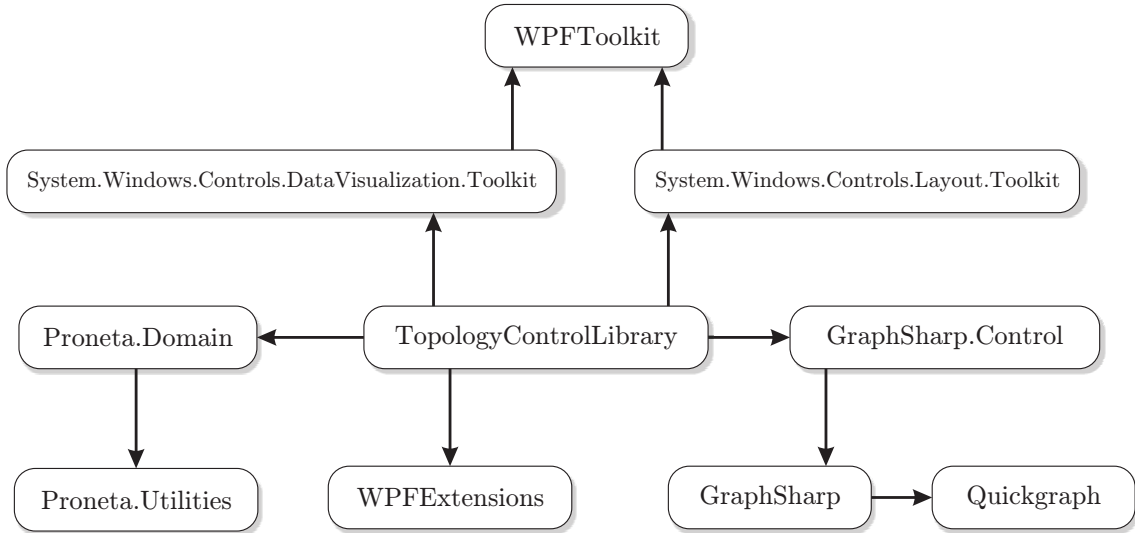 WPFToolkit
System.Windows.Controls.DataVisualization.Toolkit
System.Windows.Controls.Layout.Toolkit
Proneta.Domain
TopologyControlLibrary
GraphSharp.Control
Proneta.Utilities
WPFExtensions
GraphSharp
Quickgraph